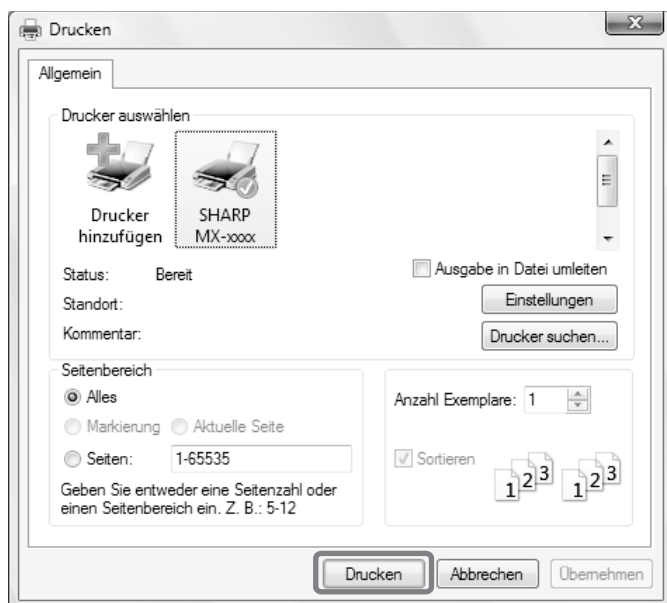 Drucken
Allgemein
Drucker auswählen
Drucker hinzufügen
SHARP MX-xxxx
Status: Bereit
Ausgabe in Datei umleiten
Standort:
Einstellungen
Kommentar:
Drucker suchen...
Seitenbereich
Alles
Markierung Aktuelle Seite
Seiten: 1-65535
Geben Sie entweder eine Seitenzahl oder
einen Seitenbereich ein. Z. B.: 5-12
Anzahl Exemplare: 1
Sortieren
1 2 3 1 2 3
Drucken Abbrechen Übernehmen